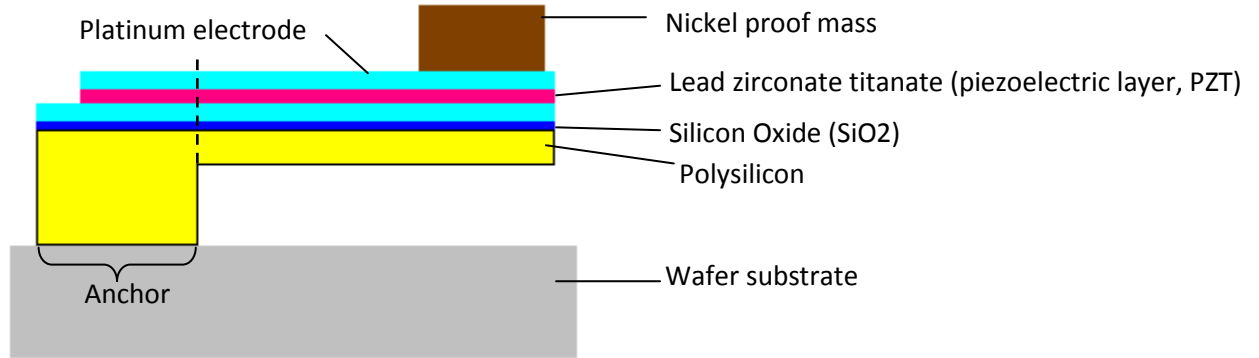 Platinum electrode
Nickel proof mass
Lead zirconate titanate (piezoelectric layer, PZT)
Silicon Oxide (SiO2)
Polysilicon
Wafer substrate
Anchor